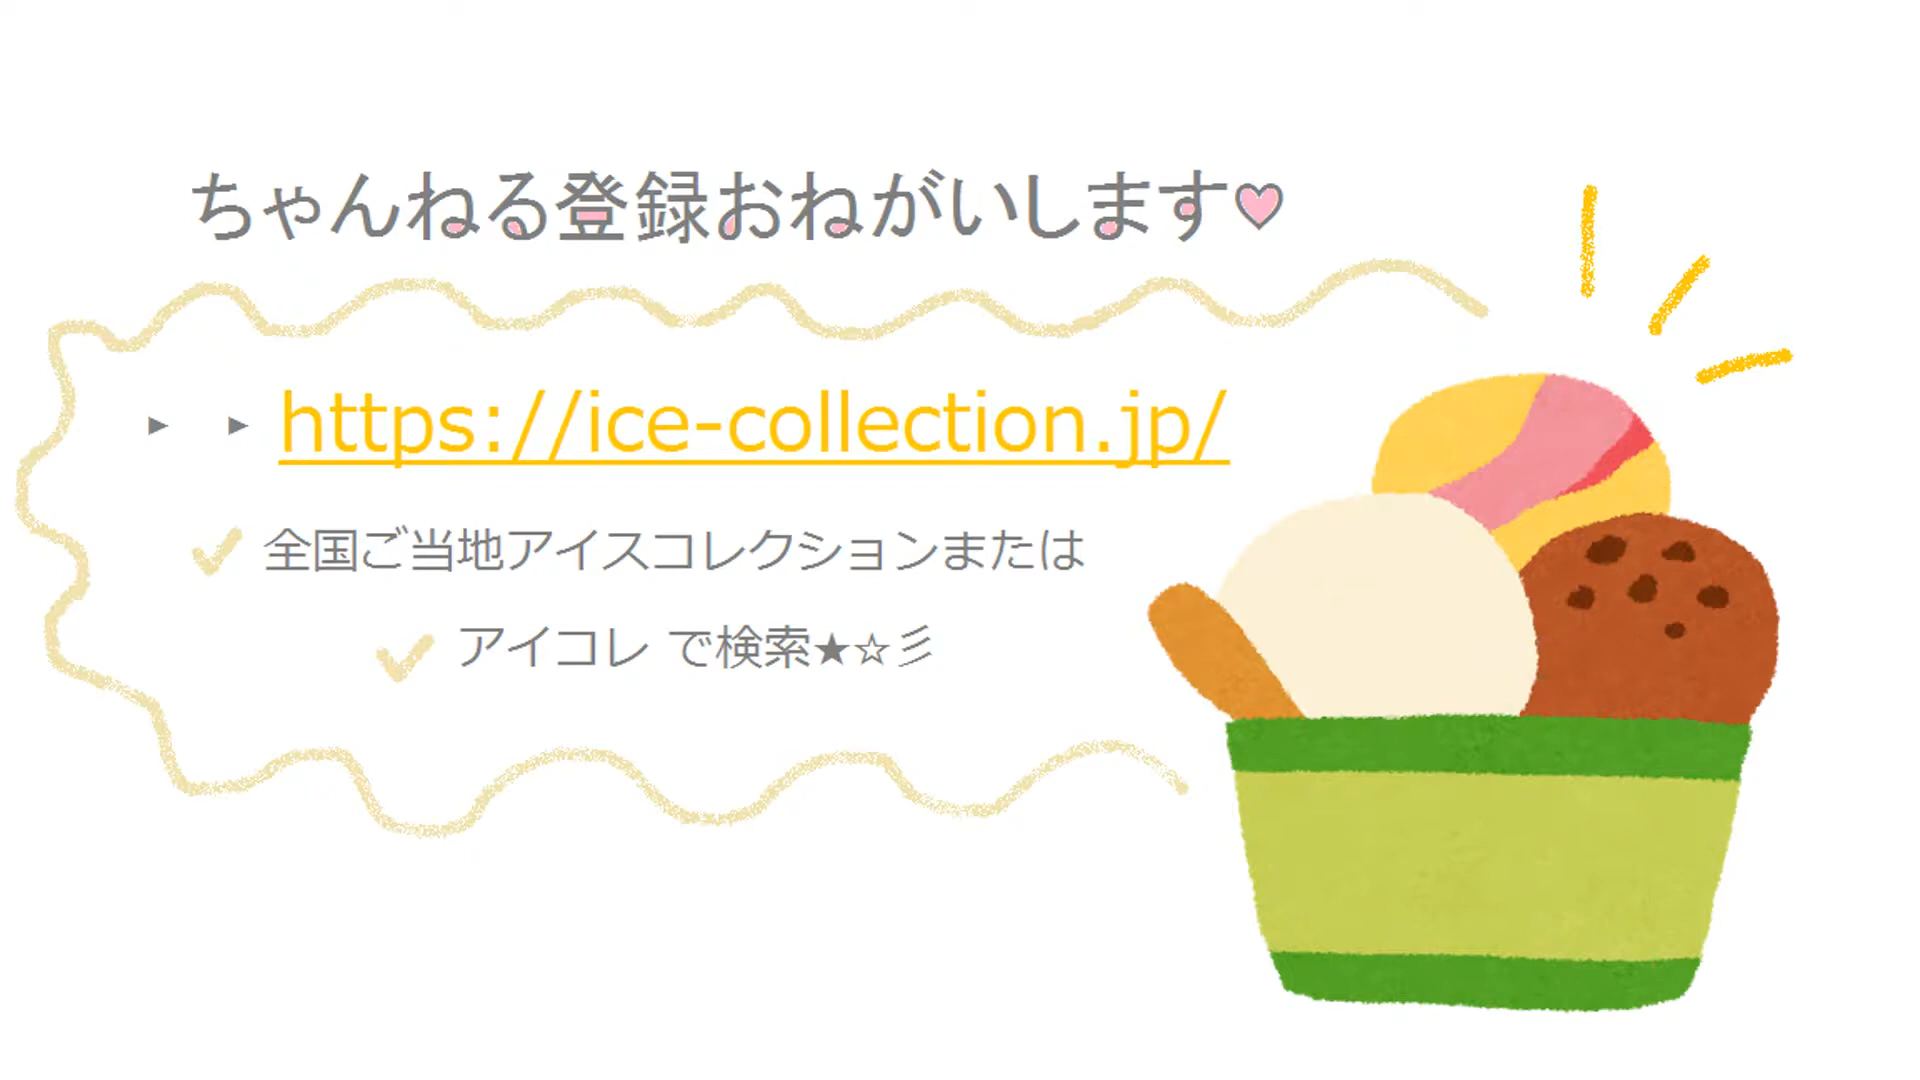 ちゃんねる登録おねがいします♡
▶ ▶ https://ice-collection.jp/
全国ご当地アイスコレクションまたは
アイコレ で検索★☆彡